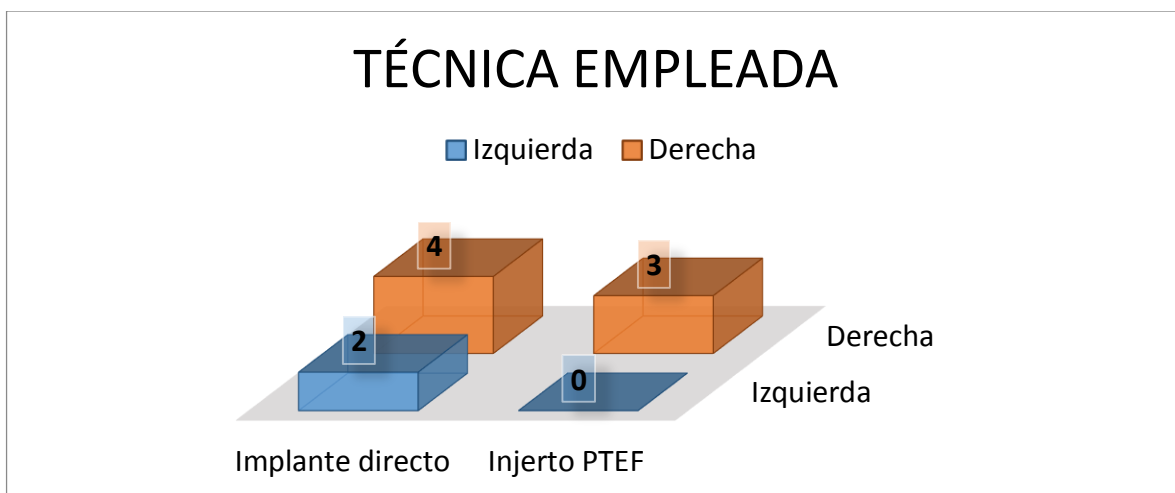 TÉCNICA EMPLEADA
Izquierda Derecha
4
3
2
0
Derecha
Izquierda
Implante directo Injerto PTEF